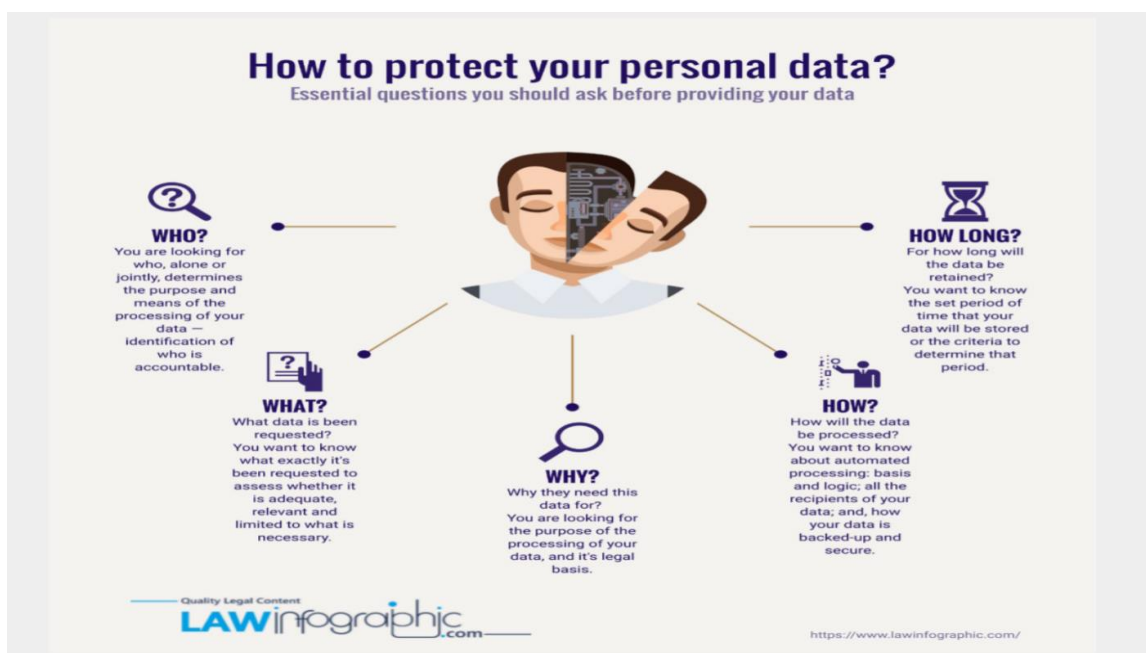 How to protect your personal data?
Essential questions you should ask before providing your data
WHO?
You are looking for
who, alone or
jointly, determines
the purpose and
means of the
processing of your
data —
identification of
who is
accountable.
WHAT?
What data is been
requested?
You want to know
what exactly it's
been requested to
assess whether it
is adequate,
relevant and
limited to what is
necessary.
WHY?
Why they need this
data for?
You are looking for
the purpose of the
processing of your
data, and it's legal
basis.
HOW?
How will the data
be processed?
You want to know
about automated
processing: basis
and logic; all the
recipients of your
data; and, how
your data is
backed-up and
secure.
HOW LONG?
For how long will
the data be
retained?
You want to know
the set period of
time that your
data will be stored
or the criteria to
determine that
period.
Quality Legal Content
LAWinfographic.com
https://www.lawinfographic.com/